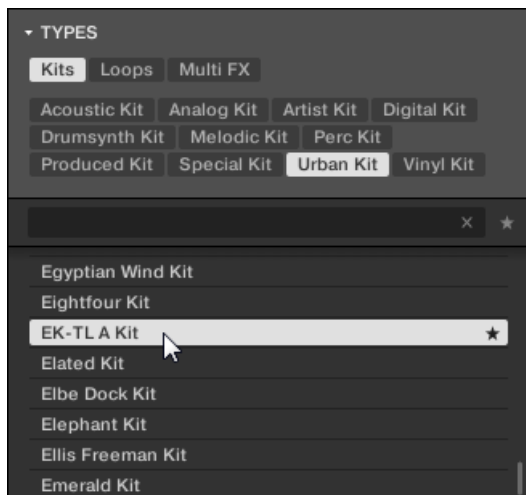 TYPES
Kits Loops Multi FX
Acoustic Kit Analog Kit Artist Kit Digital Kit
Drumsynth Kit Melodic Kit Perc Kit
Produced Kit Special Kit Urban Kit Vinyl Kit
Egyptian Wind Kit
Eightfour Kit
EK-TL A Kit
Elated Kit
Elbe Dock Kit
Elephant Kit
Ellis Freeman Kit
Emerald Kit